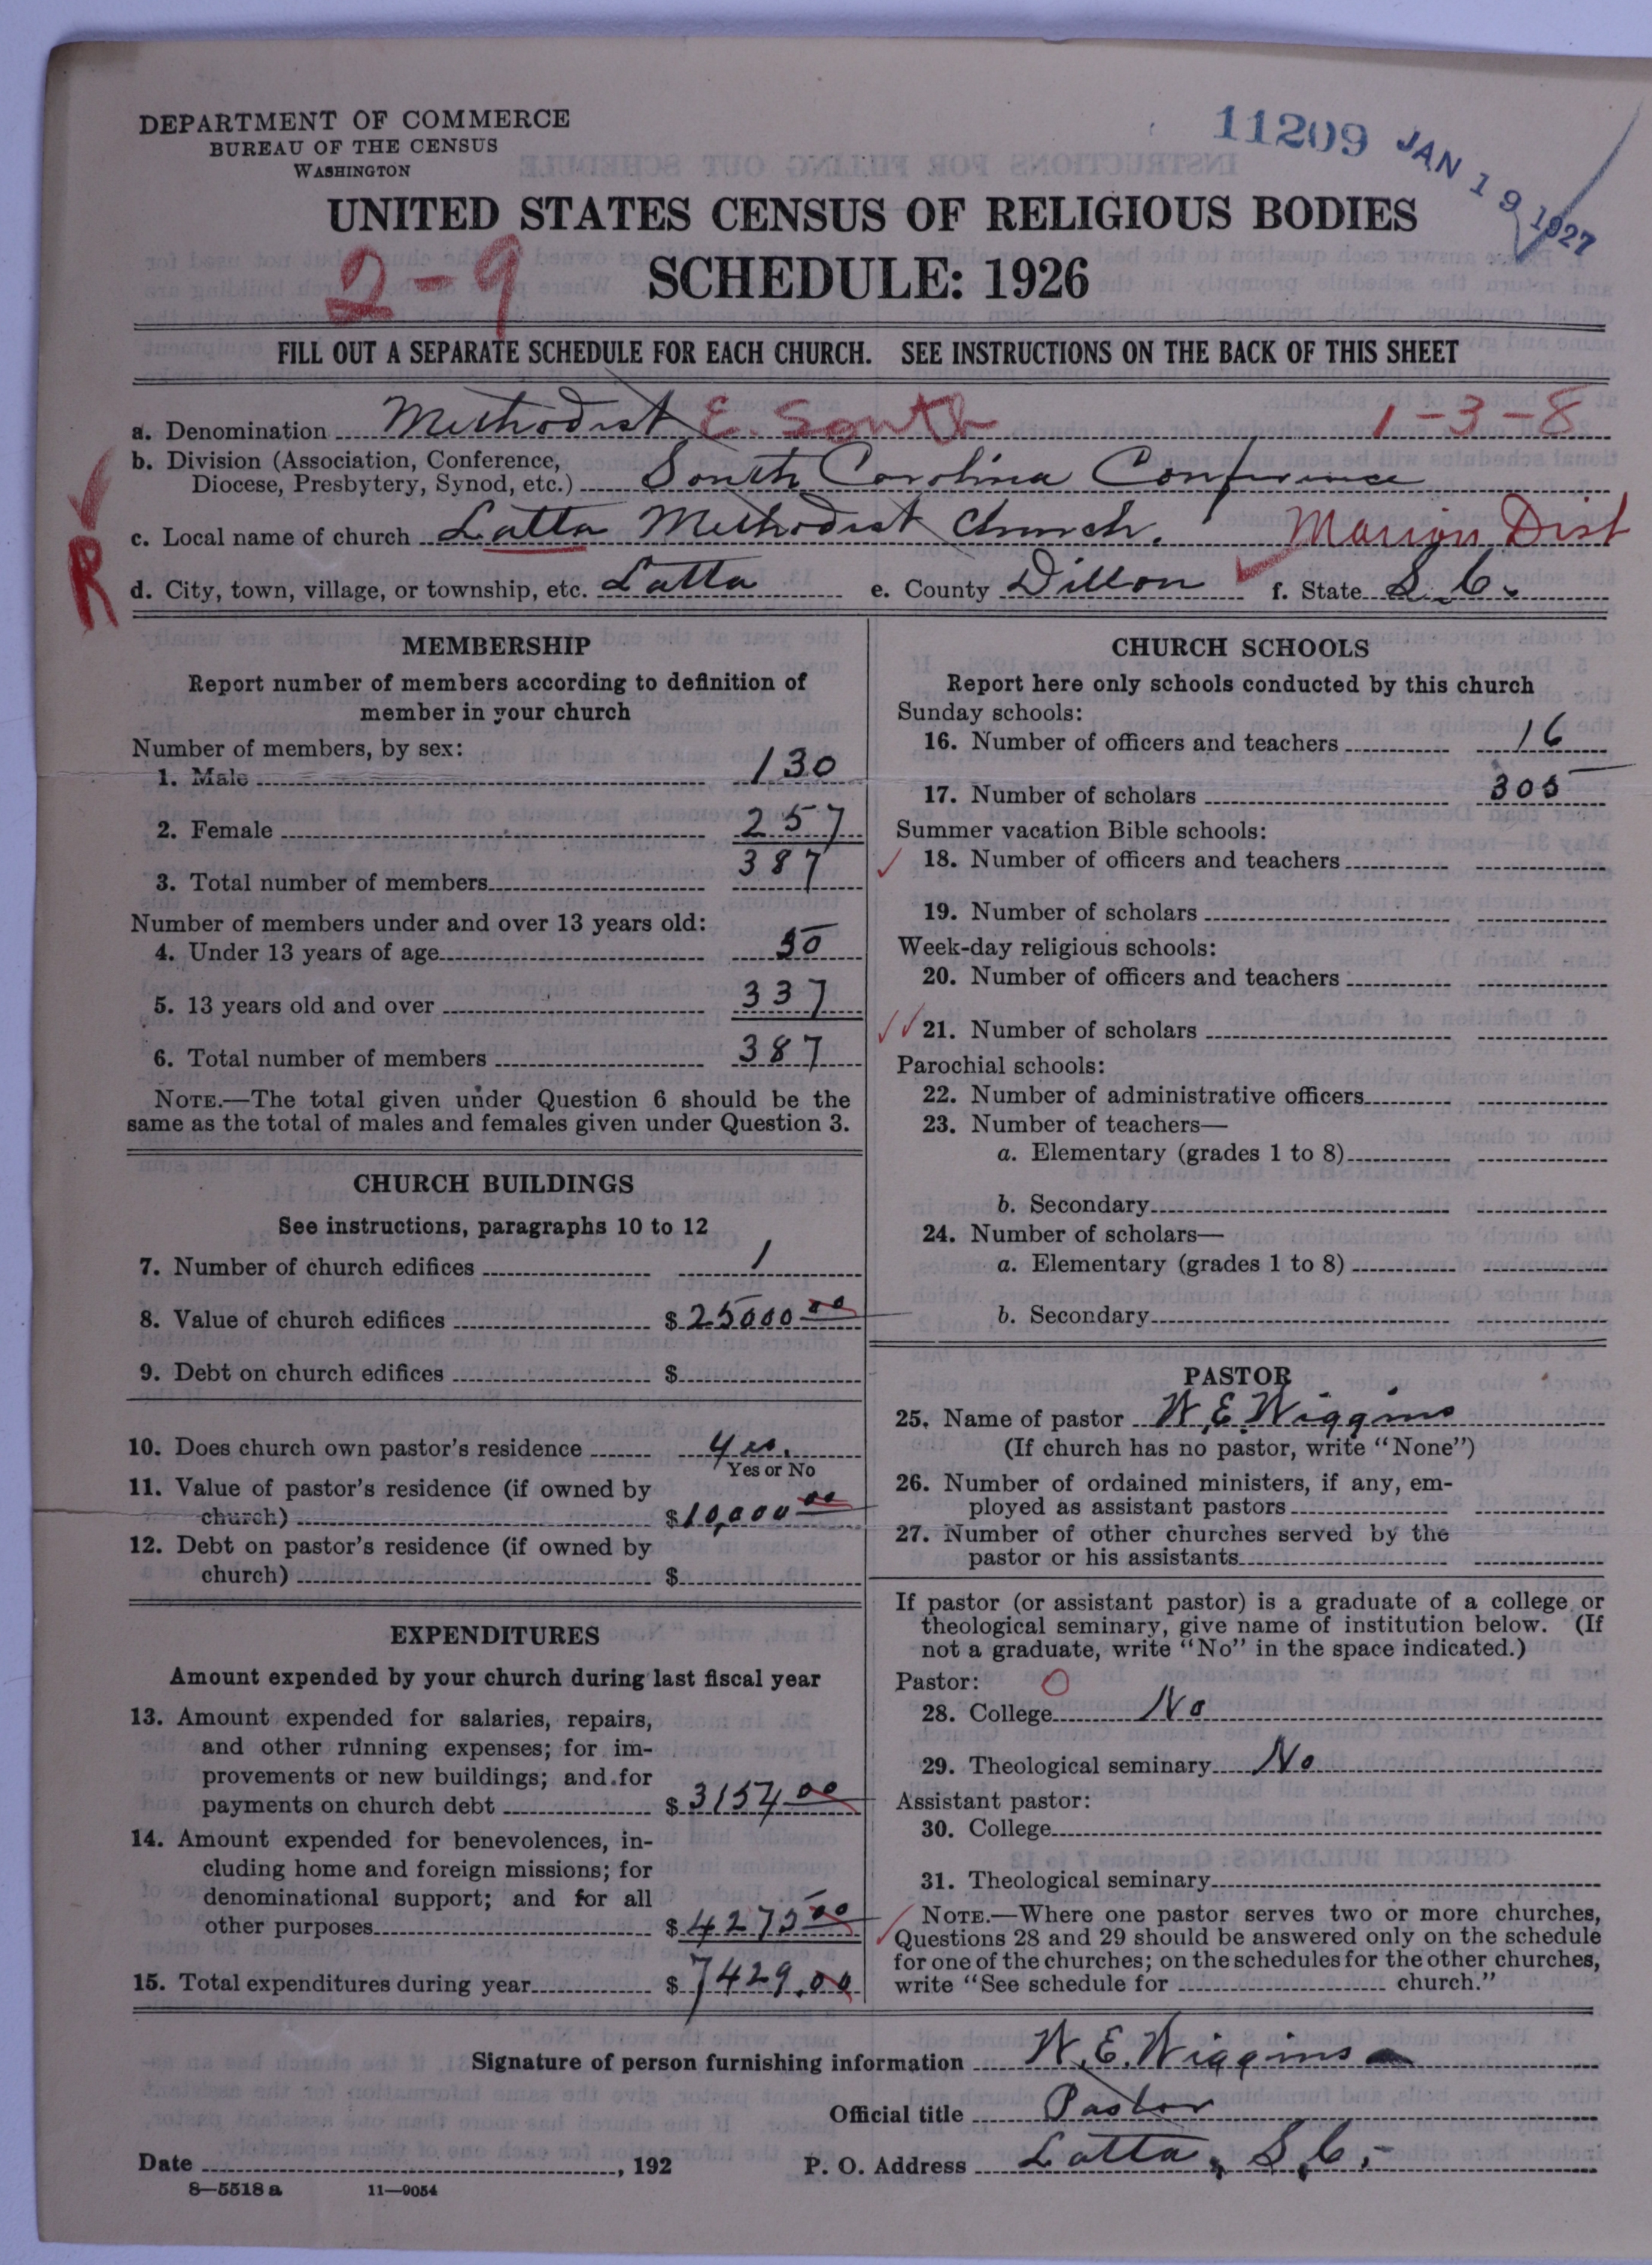 DEPARTMENT OF COMMERCE
BUREAU OF THE CENSUS
WASHINGTON
11209 JAN 19 1927
UNITED STATES CENSUS OF RELIGIOUS BODIES
2-9 SCHEDULE: 1926
FILL OUT A SEPARATE SCHEDULE FOR EACH CHURCH. SEE INSTRUCTIONS ON THE BACK OF THIS SHEET
a. Denomination Methodist E. South 1-3-8
b. Division (Association, Conference,
Diocese, Presbytery, Synod, etc.) South Carolina Conference
c. Local name of church Latta Methodist Church. Marion Dist
R
d. City, town, village, or township, etc. Latta e. County Dillon f. State S.C.
MEMBERSHIP
Report number of members according to definition of
member in your church
Number of members, by sex:
1. Male 130
2. Female 257
3. Total number of members 387
Number of members under and over 13 years old:
4. Under 13 years of age 50
5. 13 years old and over 337
6. Total number of members 387
NOTE.—The total given under Question 6 should be the
same as the total of males and females given under Question 3.
CHURCH BUILDINGS
See instructions, paragraphs 10 to 12
7. Number of church edifices 1
8. Value of church edifices $ 25000 00
9. Debt on church edifices $
10. Does church own pastor's residence Yes.
Yes or No
11. Value of pastor's residence (if owned by
church) $ 10,000 00
12. Debt on pastor's residence (if owned by
church) $
EXPENDITURES
Amount expended by your church during last fiscal year
13. Amount expended for salaries, repairs,
and other running expenses; for im-
provements or new buildings; and for
payments on church debt $ 3154 00
14. Amount expended for benevolences, in-
cluding home and foreign missions; for
denominational support; and for all
other purposes $ 4275 00
15. Total expenditures during year $ 7429.00
CHURCH SCHOOLS
Report here only schools conducted by this church
Sunday schools:
16. Number of officers and teachers 16
17. Number of scholars 305
Summer vacation Bible schools:
18. Number of officers and teachers
19. Number of scholars
Week-day religious schools:
20. Number of officers and teachers
21. Number of scholars
Parochial schools:
22. Number of administrative officers
23. Number of teachers—
a. Elementary (grades 1 to 8)
b. Secondary
24. Number of scholars—
a. Elementary (grades 1 to 8)
b. Secondary
PASTOR
25. Name of pastor W.E. Wiggins
(If church has no pastor, write "None")
26. Number of ordained ministers, if any, em-
ployed as assistant pastors
27. Number of other churches served by the
pastor or his assistants
If pastor (or assistant pastor) is a graduate of a college or
theological seminary, give name of institution below. (If
not a graduate, write "No" in the space indicated.)
Pastor: O
28. College No
29. Theological seminary No
Assistant pastor:
30. College
31. Theological seminary
NOTE.—Where one pastor serves two or more churches,
Questions 28 and 29 should be answered only on the schedule
for one of the churches; on the schedules for the other churches,
write "See schedule for church."
Signature of person furnishing information W.E. Wiggins
Official title Pastor
Date , 192 P. O. Address Latta, S.C.
8—5518 a 11—9054